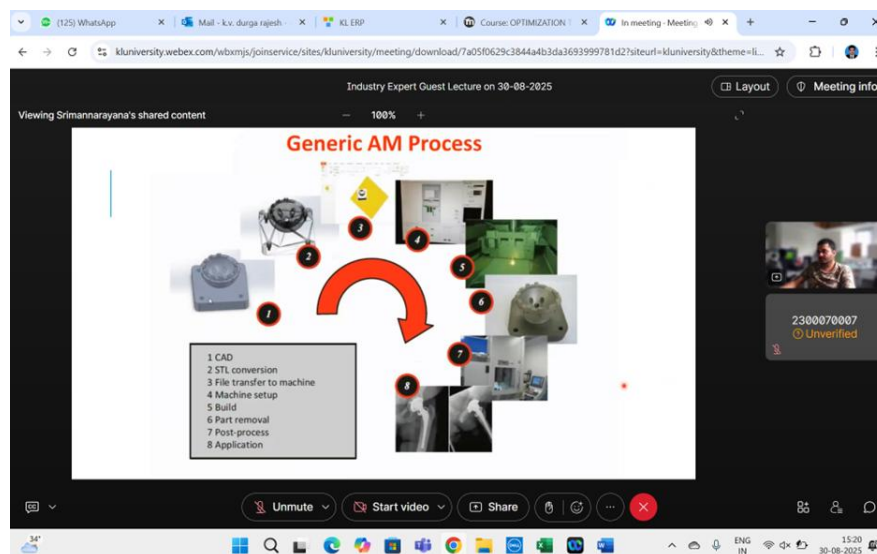 (125) WhatsApp
Mail - k.v. durga rajesh -
KL ERP
Course: OPTIMIZATION T
In meeting - Meeting
kluniversity.webex.com/wbxmjs/joinservice/sites/kluniversity/meeting/download/7a05f0629c3844a4b3da3693999781d2?siteurl=kluniversity&theme=li...
Industry Expert Guest Lecture on 30-08-2025
Layout
Meeting info
Viewing Srimannarayana's shared content
100%
Generic AM Process
1
2
3
4
5
6
7
8
1 CAD
2 STL conversion
3 File transfer to machine
4 Machine setup
5 Build
6 Part removal
7 Post-process
8 Application
2300070007
Unverified
Unmute
Start video
Share
34°
ENG
IN
15:20
30-08-2025